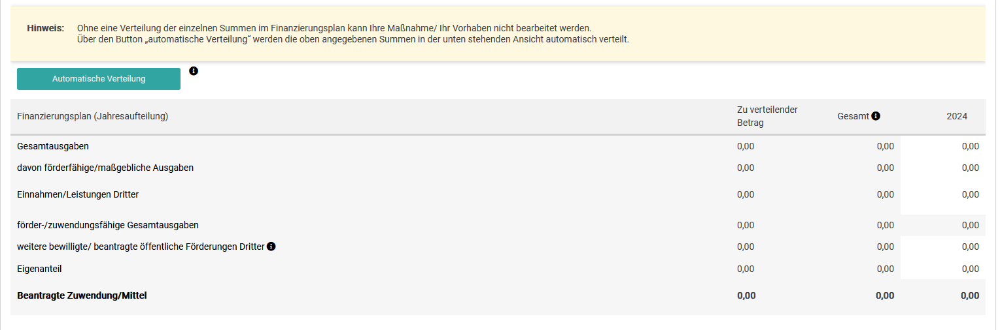 Hinweis: Ohne eine Verteilung der einzelnen Summen im Finanzierungsplan kann Ihre Maßnahme/ Ihr Vorhaben nicht bearbeitet werden.
Über den Button „automatische Verteilung“ werden die oben angegebenen Summen in der unten stehenden Ansicht automatisch verteilt.
Automatische Verteilung
Finanzierungsplan (Jahresaufteilung) Zu verteilender Betrag Gesamt 2024
Gesamtausgaben 0,00 0,00 0,00
davon förderfähige/maßgebliche Ausgaben 0,00 0,00 0,00
Einnahmen/Leistungen Dritter 0,00 0,00 0,00
förder-/zuwendungsfähige Gesamtausgaben 0,00 0,00 0,00
weitere bewilligte/ beantragte öffentliche Förderungen Dritter 0,00 0,00 0,00
Eigenanteil 0,00 0,00 0,00
Beantragte Zuwendung/Mittel 0,00 0,00 0,00